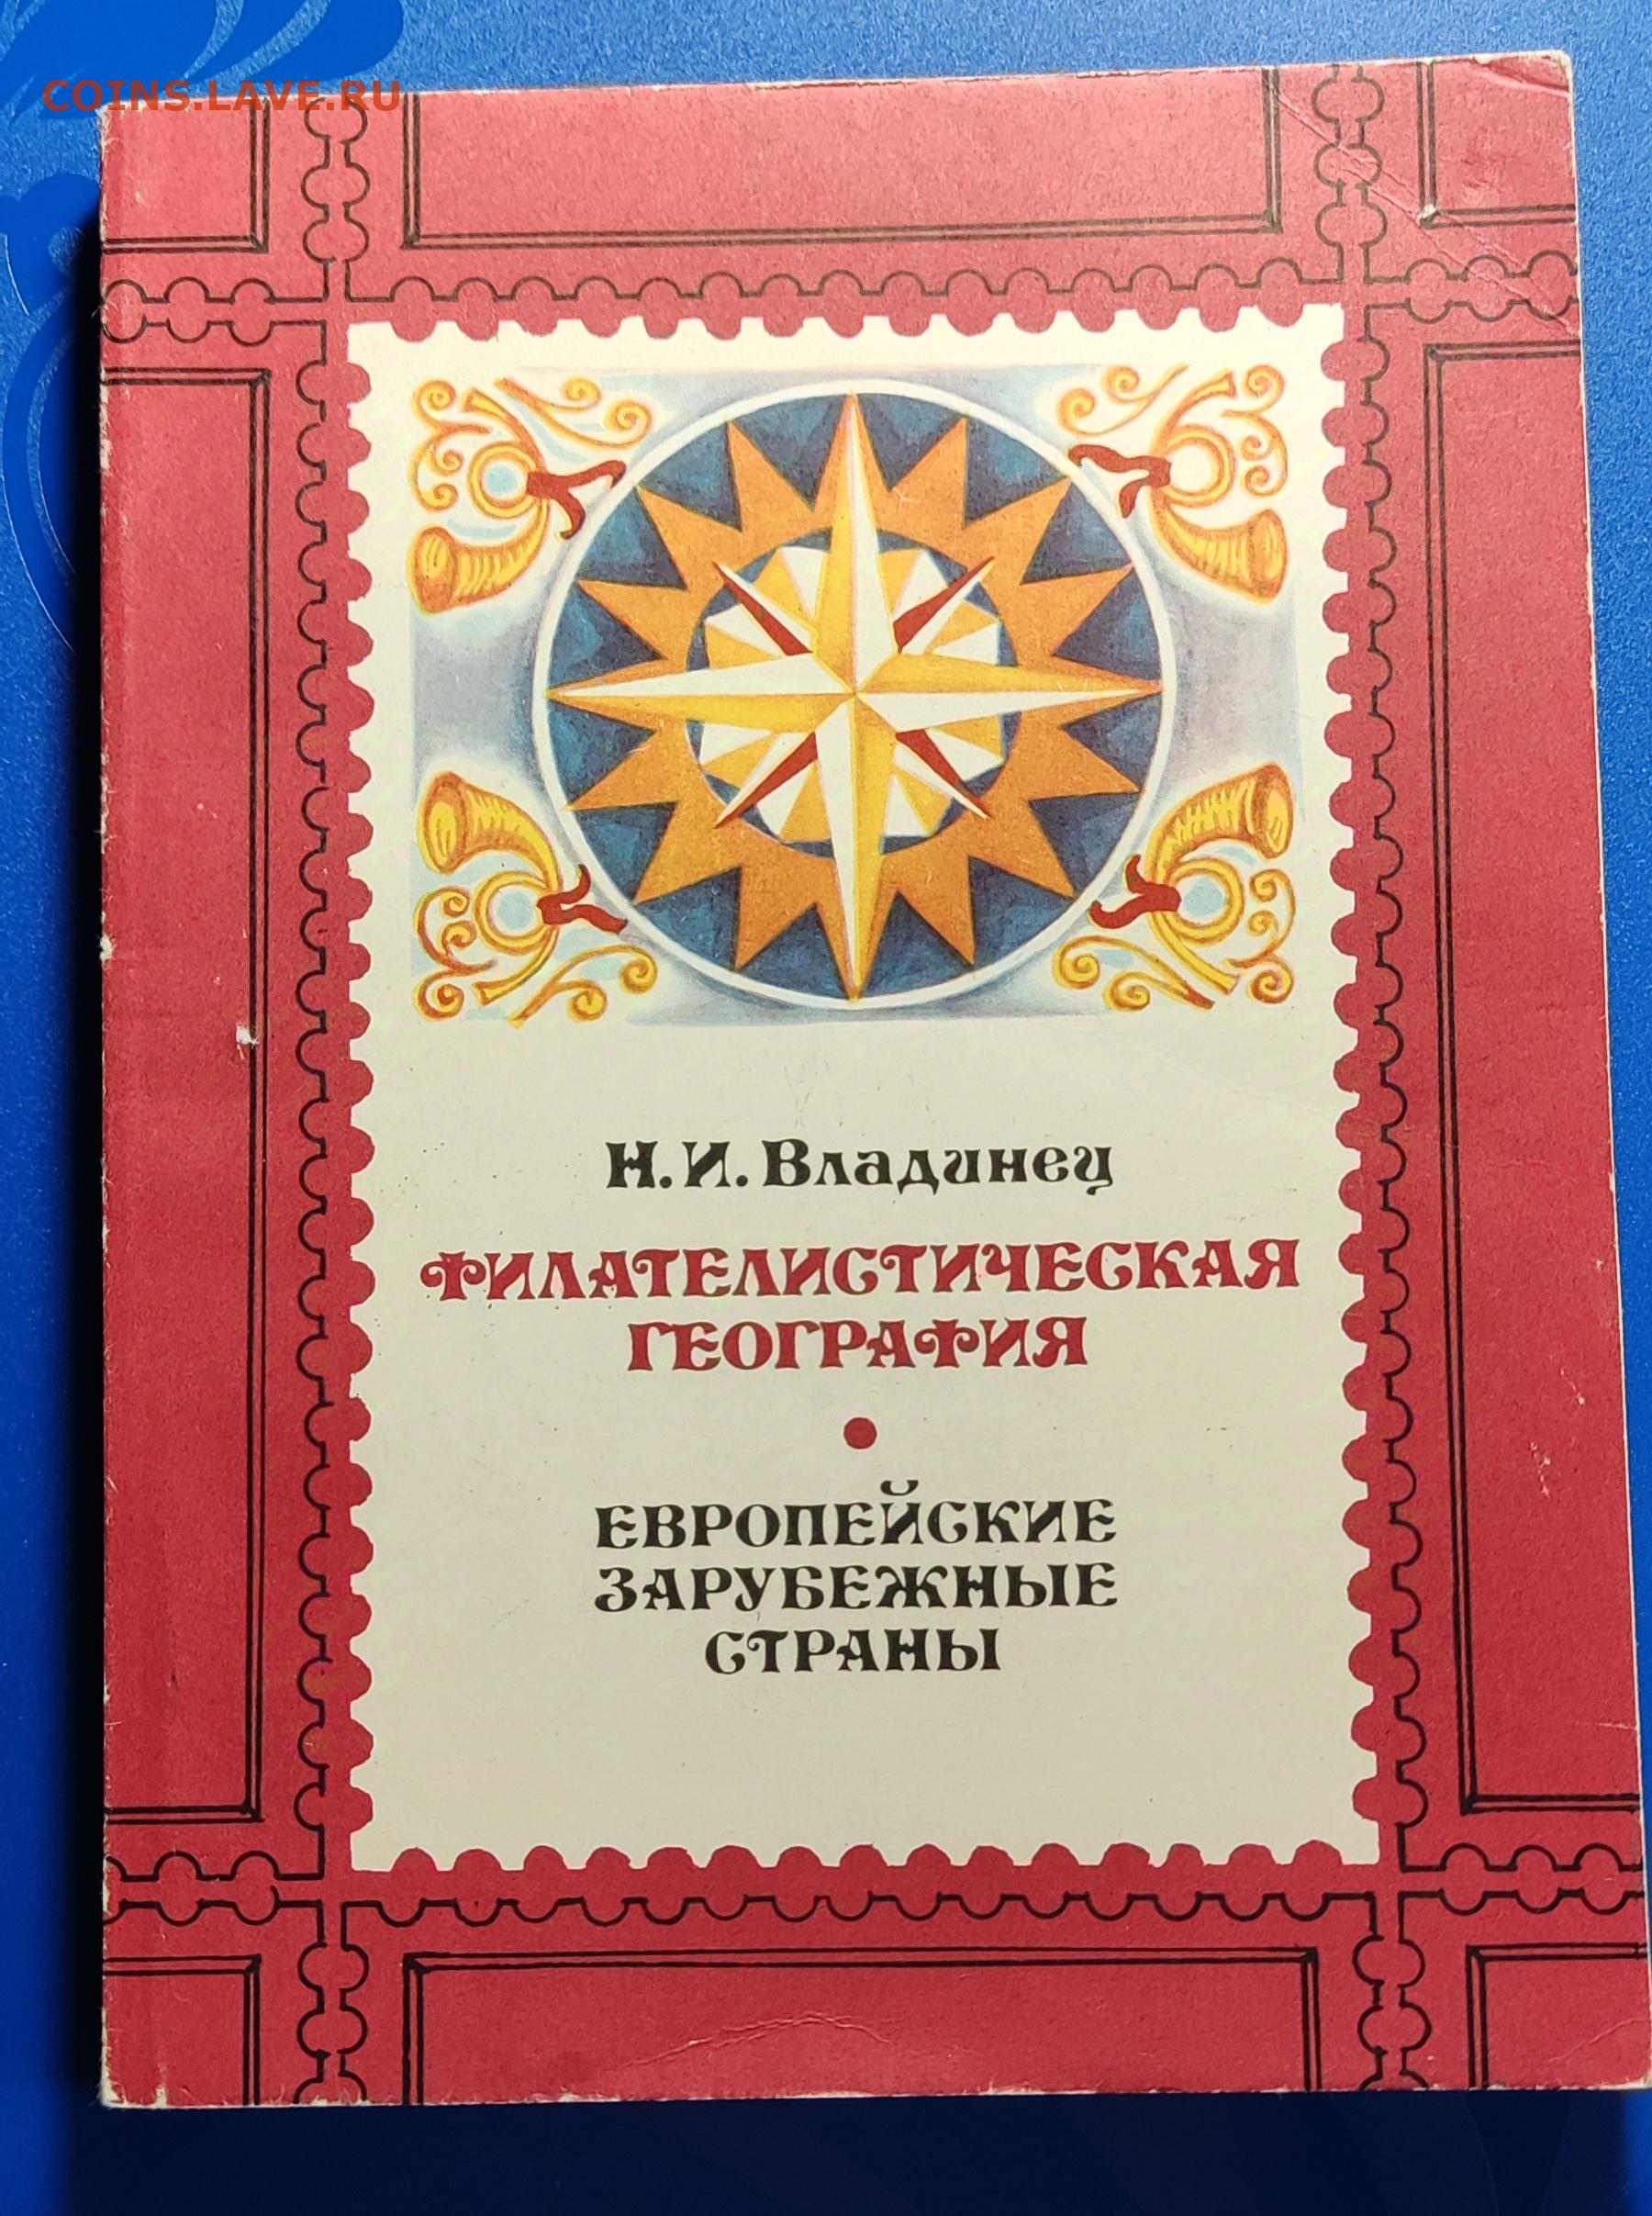 COINS.LAVE.RU
Н. И. Владинец
ФИЛАТЕЛИСТИЧЕСКАЯ
ГЕОГРАФИЯ
•
ЕВРОПЕЙСКИЕ
ЗАРУБЕЖНЫЕ
СТРАНЫ